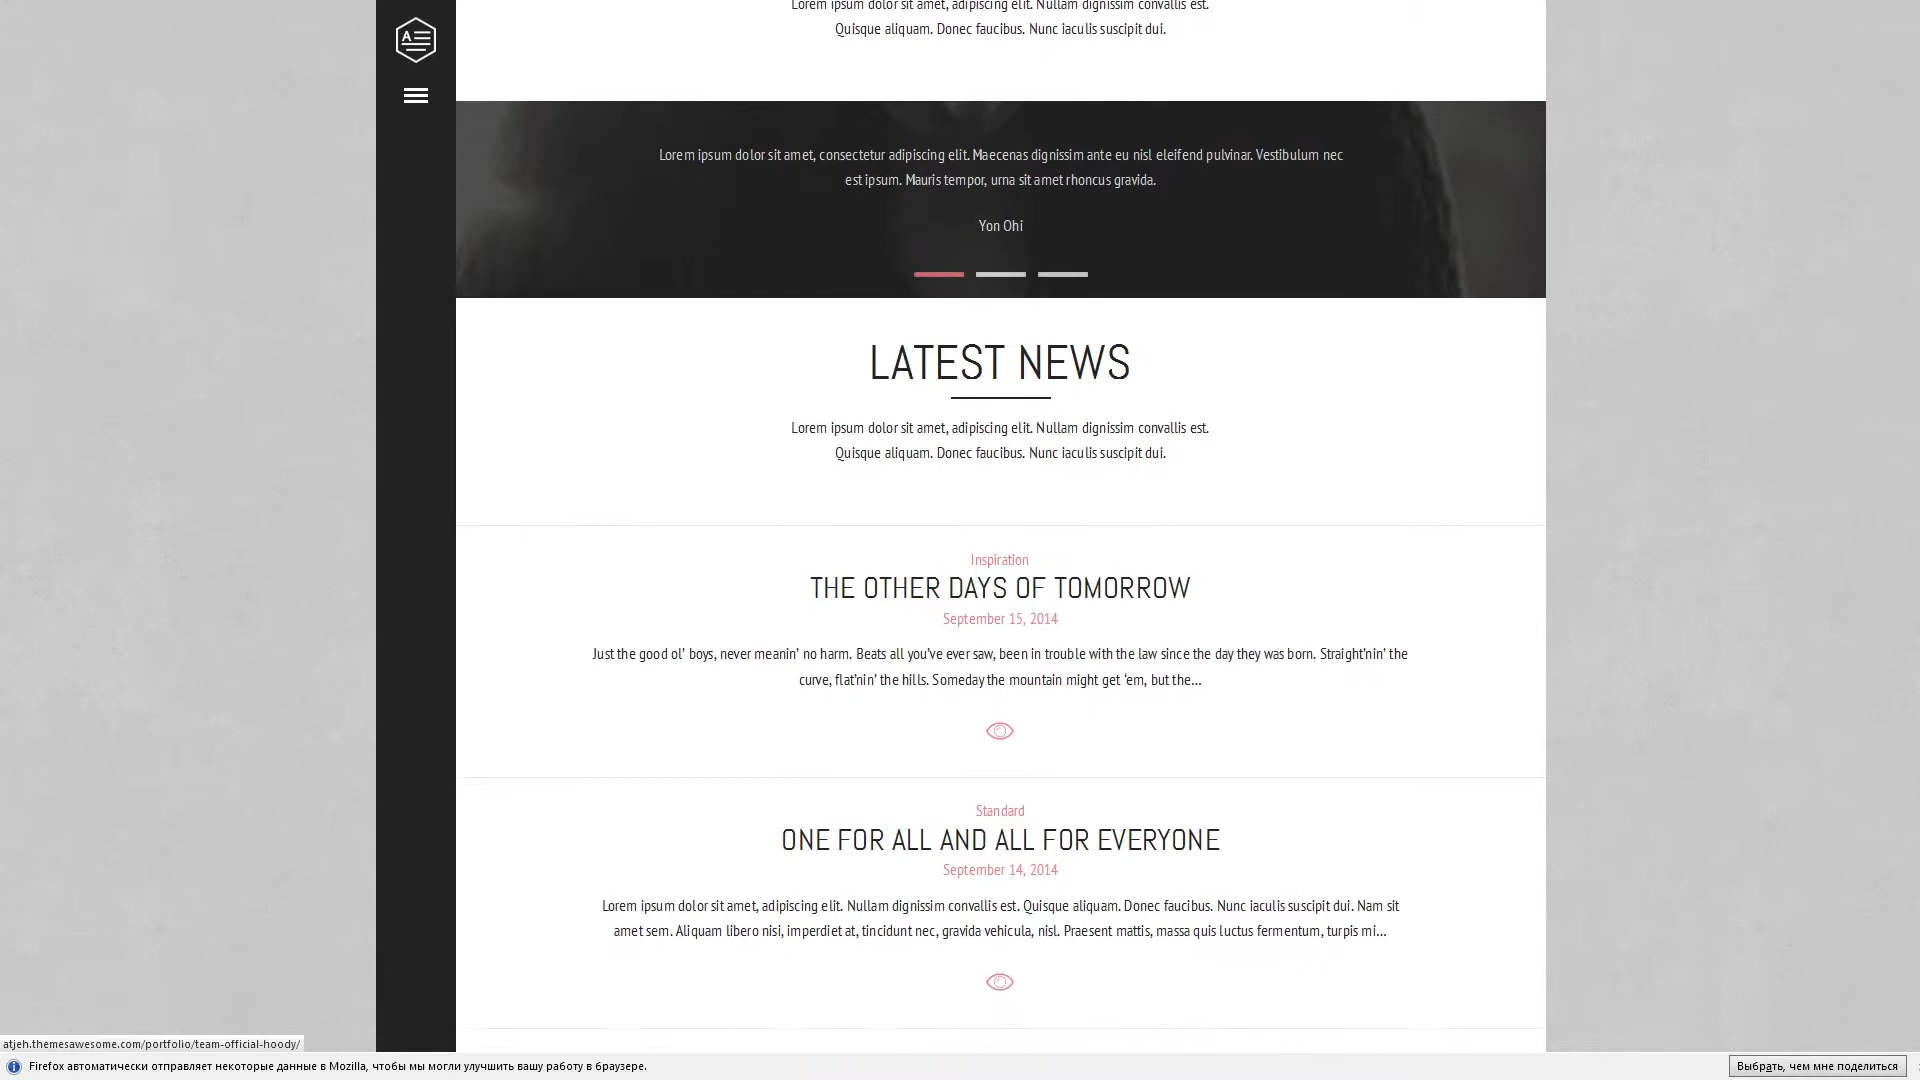 A
Lorem ipsum dolor sit amet, adipiscing elit. Nullam dignissim convallis est.
Quisque aliquam. Donec faucibus. Nunc iaculis suscipit dui.
Lorem ipsum dolor sit amet, consectetur adipiscing elit. Maecenas dignissim ante eu nisl eleifend pulvinar. Vestibulum nec
est ipsum. Mauris tempor, urna sit amet rhoncus gravida.
Yon Ohi
LATEST NEWS
Lorem ipsum dolor sit amet, adipiscing elit. Nullam dignissim convallis est.
Quisque aliquam. Donec faucibus. Nunc iaculis suscipit dui.
Inspiration
THE OTHER DAYS OF TOMORROW
September 15, 2014
Just the good ol’ boys, never meanin’ no harm. Beats all you’ve ever saw, been in trouble with the law since the day they was born. Straight’nin’ the
curve, flat’nin’ the hills. Someday the mountain might get ‘em, but the…
Standard
ONE FOR ALL AND ALL FOR EVERYONE
September 14, 2014
Lorem ipsum dolor sit amet, adipiscing elit. Nullam dignissim convallis est. Quisque aliquam. Donec faucibus. Nunc iaculis suscipit dui. Nam sit
amet sem. Aliquam libero nisi, imperdiet at, tincidunt nec, gravida vehicula, nisl. Praesent mattis, massa quis luctus fermentum, turpis mi…
atjeh.themesawesome.com/portfolio/team-official-hoody/
Firefox автоматически отправляет некоторые данные в Mozilla, чтобы мы могли улучшить вашу работу в браузере.
Выбрать, чем мне поделиться